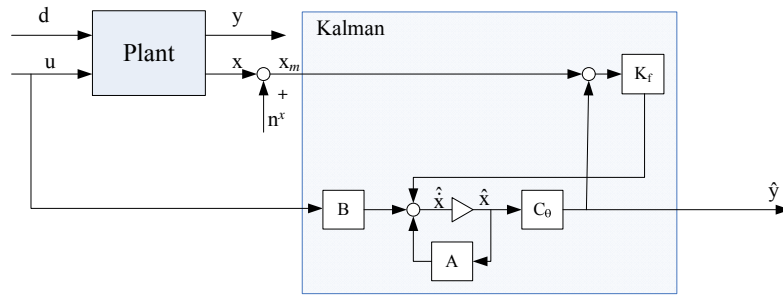 d
y
Kalman
Plant
u
x
x_m
K_f
+
n^x
B
x̂̇
x̂
C_θ
ŷ
A